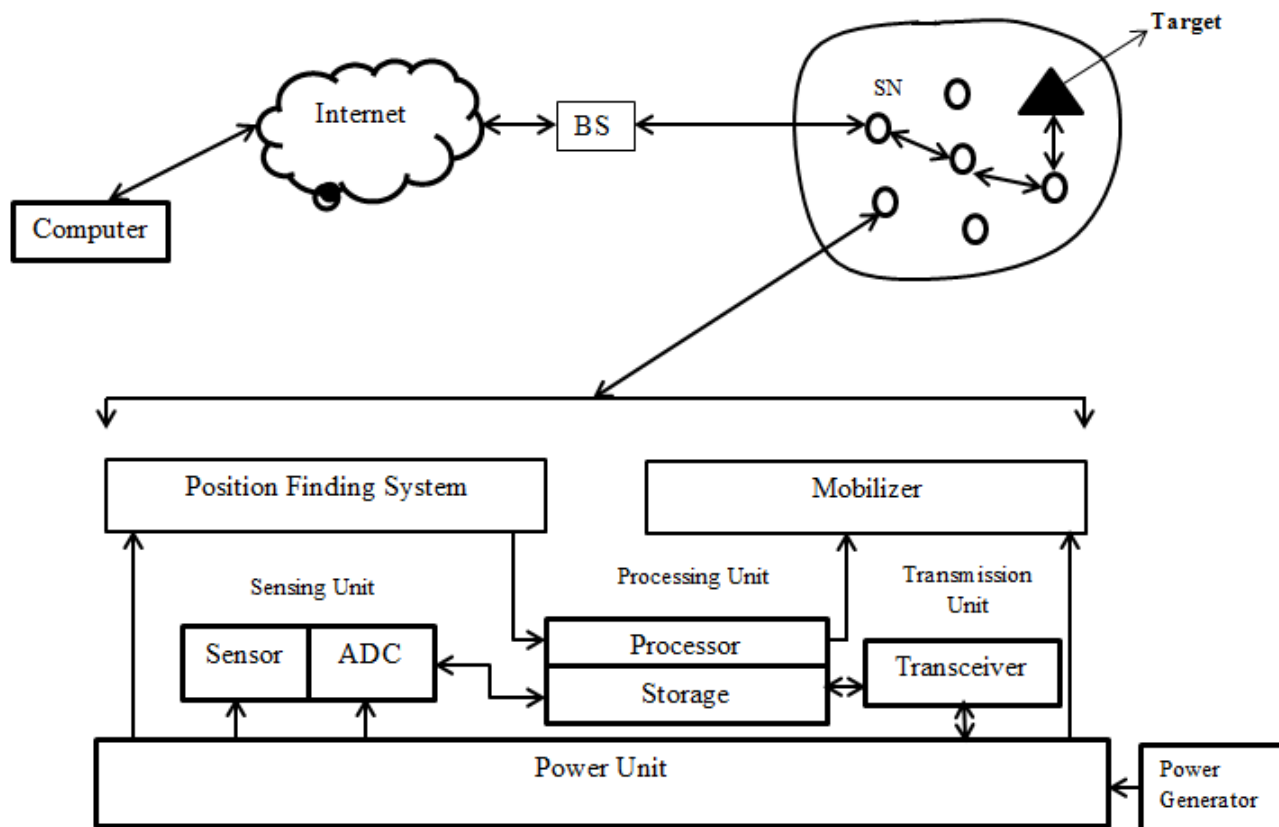 Target
Internet
SN
BS
Computer
Position Finding System
Mobilizer
Sensing Unit
Processing Unit
Transmission
Unit
Sensor
ADC
Processor
Storage
Transceiver
Power Unit
Power
Generator